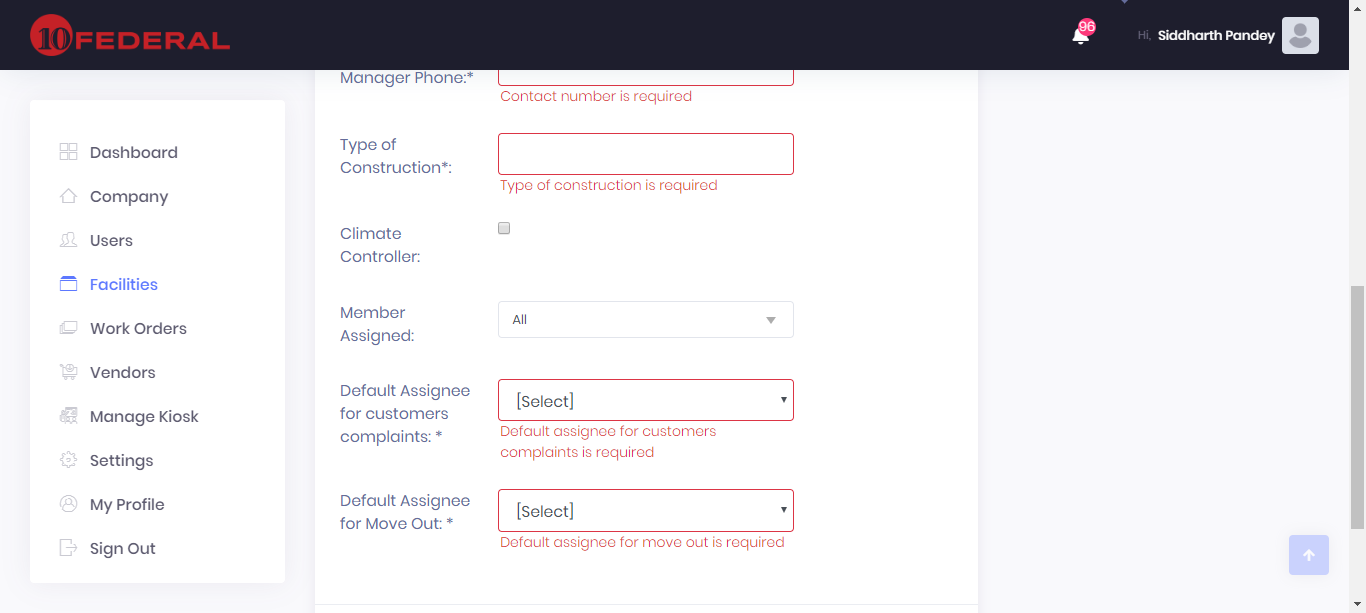 10 FEDERAL
96
Hi, Siddharth Pandey
Dashboard
Company
Users
Facilities
Work Orders
Vendors
Manage Kiosk
Settings
My Profile
Sign Out
Manager Phone:*
Contact number is required
Type of
Construction*:
Type of construction is required
Climate
Controller:
Member
Assigned:
All
Default Assignee
for customers
complaints: *
[Select]
Default assignee for customers
complaints is required
Default Assignee
for Move Out: *
[Select]
Default assignee for move out is required